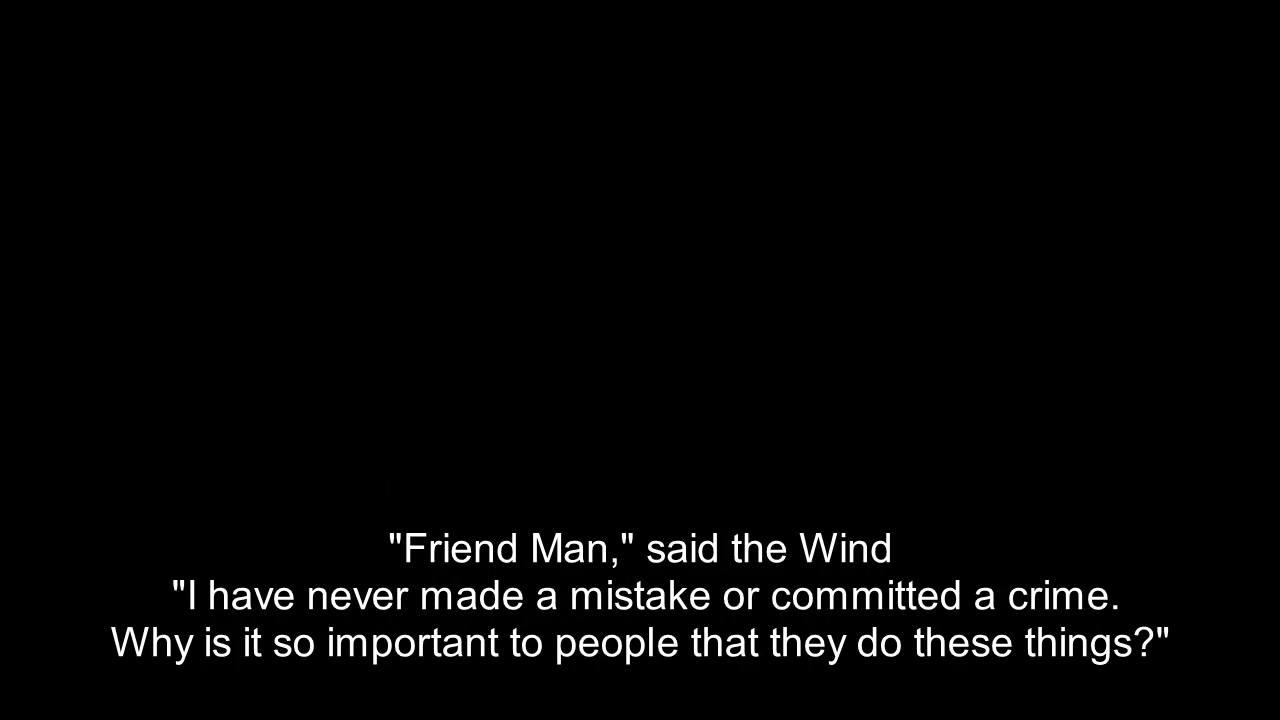 "Friend Man," said the Wind
"I have never made a mistake or committed a crime.
Why is it so important to people that they do these things?"